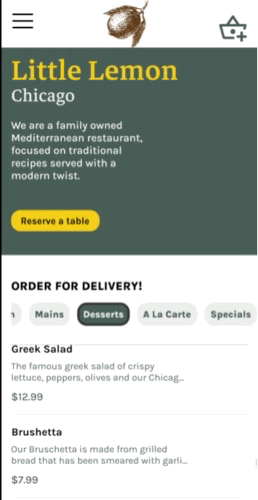 Little Lemon
Chicago
We are a family owned
Mediterranean restaurant,
focused on traditional
recipes served with a
modern twist.
Reserve a table
ORDER FOR DELIVERY!
Mains Desserts A La Carte Specials
Greek Salad
The famous greek salad of crispy
lettuce, peppers, olives and our Chicag...
$12.99
Brushetta
Our Bruschetta is made from grilled
bread that has been smeared with garli...
$7.99